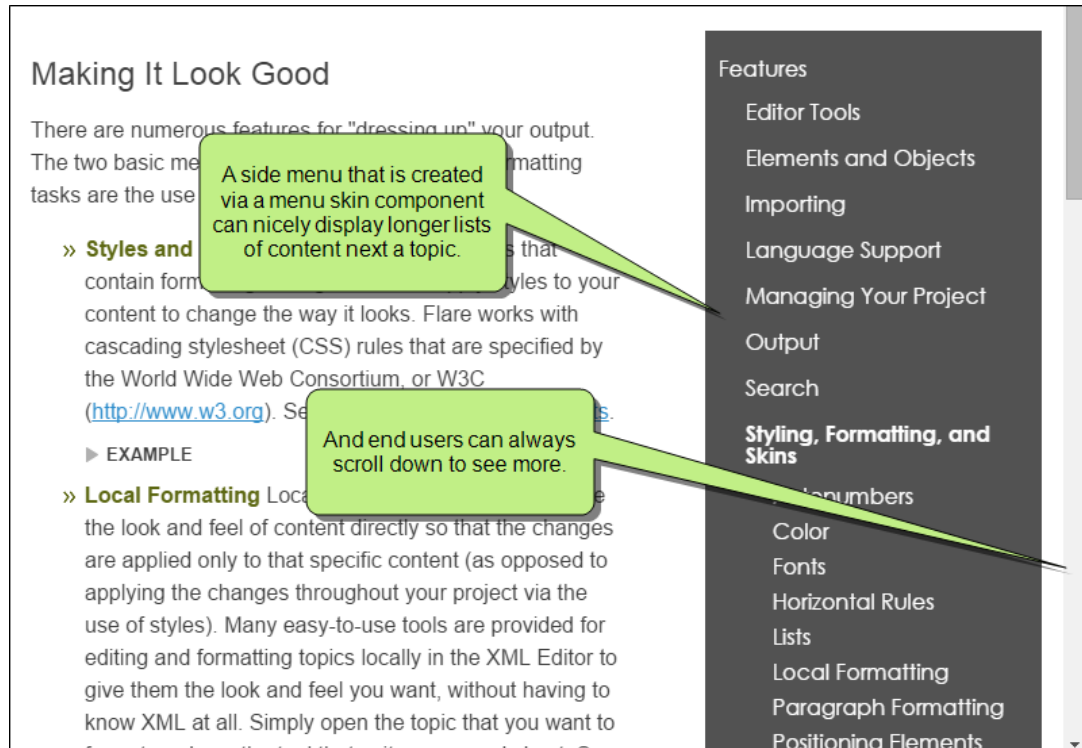 Making It Look Good
There are numerous features for "dressing up" your output.
The two basic rmatting
tasks are the use
A side menu that is created
via a menu skin component
can nicely display longer lists
of content next a topic.
» Styles and that
contain styles to your
content to change the way it looks. Flare works with
cascading stylesheet (CSS) rules that are specified by
the World Wide Web Consortium, or W3C
(http://www.w3.org).
▶ EXAMPLE
And end users can always
scroll down to see more.
» Local Formatting
the look and feel of content directly so that the changes
are applied only to that specific content (as opposed to
applying the changes throughout your project via the
use of styles). Many easy-to-use tools are provided for
editing and formatting topics locally in the XML Editor to
give them the look and feel you want, without having to
know XML at all. Simply open the topic that you want to
Features
Editor Tools
Elements and Objects
Importing
Language Support
Managing Your Project
Output
Search
Styling, Formatting, and
Skins
Color
Fonts
Horizontal Rules
Lists
Local Formatting
Paragraph Formatting
Positioning Elements